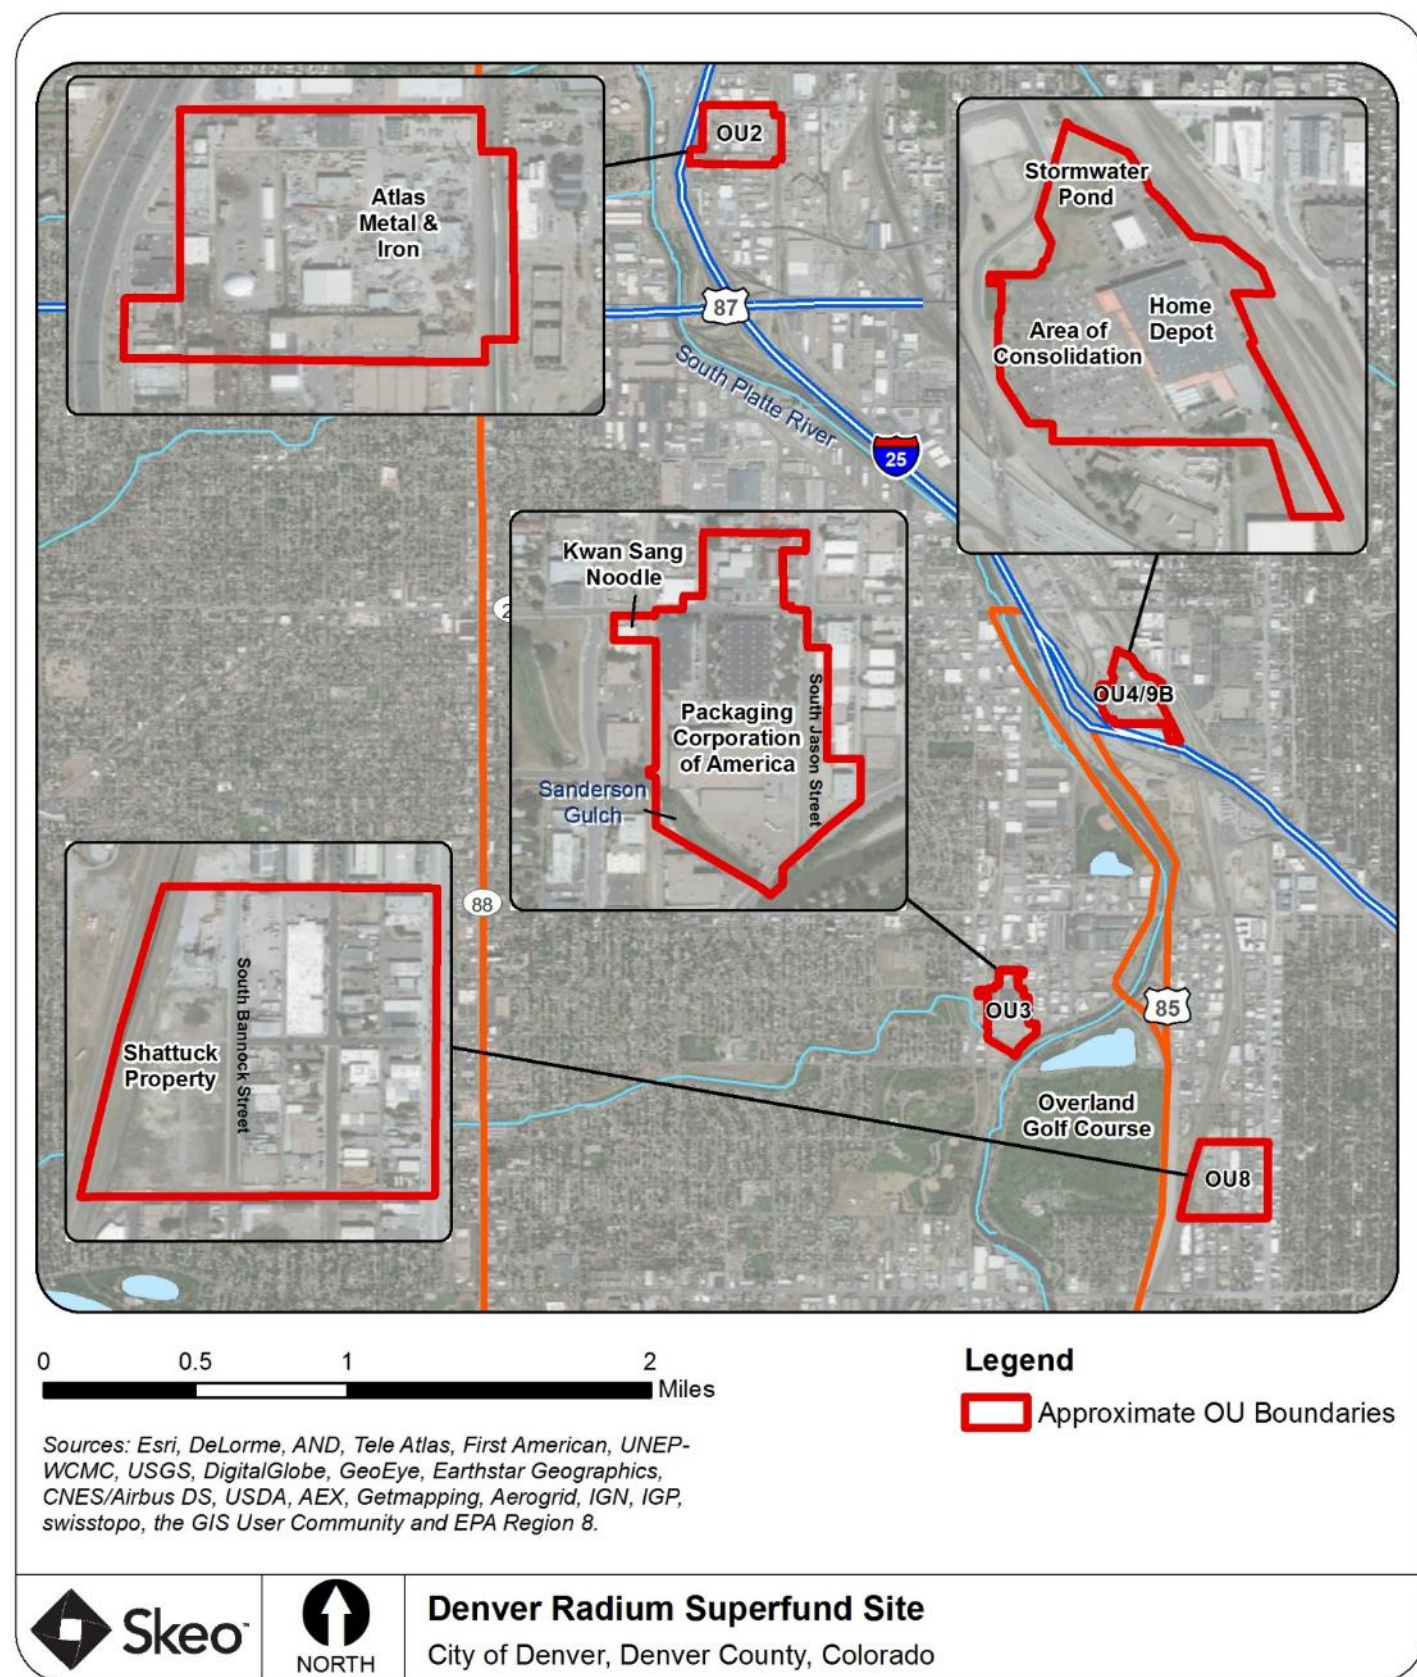 OU2
Atlas
Metal &
Iron
Stormwater
Pond
87
Home
Depot
Area of
Consolidation
South Platte River
25
Kwan Sang
Noodle
2
OU4/9B
South Jason Street
Packaging
Corporation
of America
Sanderson
Gulch
88
South Bannock Street
OU3
85
Shattuck
Property
Overland
Golf Course
OU8
0 0.5 1 2
Miles
Legend
Approximate OU Boundaries
Sources: Esri, DeLorme, AND, Tele Atlas, First American, UNEP-
WCMC, USGS, DigitalGlobe, GeoEye, Earthstar Geographics,
CNES/Airbus DS, USDA, AEX, Getmapping, Aerogrid, IGN, IGP,
swisstopo, the GIS User Community and EPA Region 8.
Skeo
NORTH
Denver Radium Superfund Site
City of Denver, Denver County, Colorado